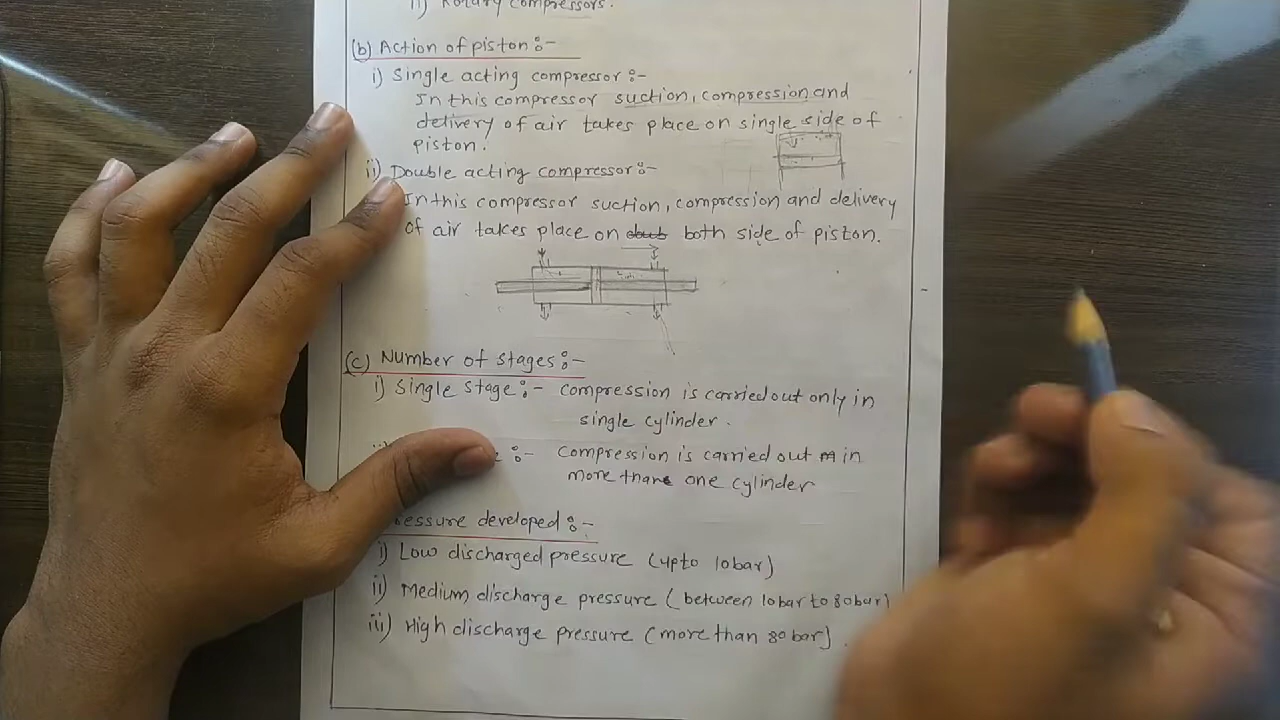 ii) Rotary compressors.
(b) Action of piston :-
i) Single acting compressor :-
In this compressor suction, compression and
delivery of air takes place on single side of
piston.
i) Double acting compressor :-
In this compressor suction, compression and delivery
of air takes place on both side of piston.
(c) Number of stages :-
i) Single Stage :- compression is carried out only in
single cylinder.
:- compression is carried out in
more than one cylinder
ressure developed :-
i) Low discharged pressure (upto 10bar)
ii) Medium discharge pressure (between 10bar to 80bar)
iii) High discharge pressure (more than 80 bar).